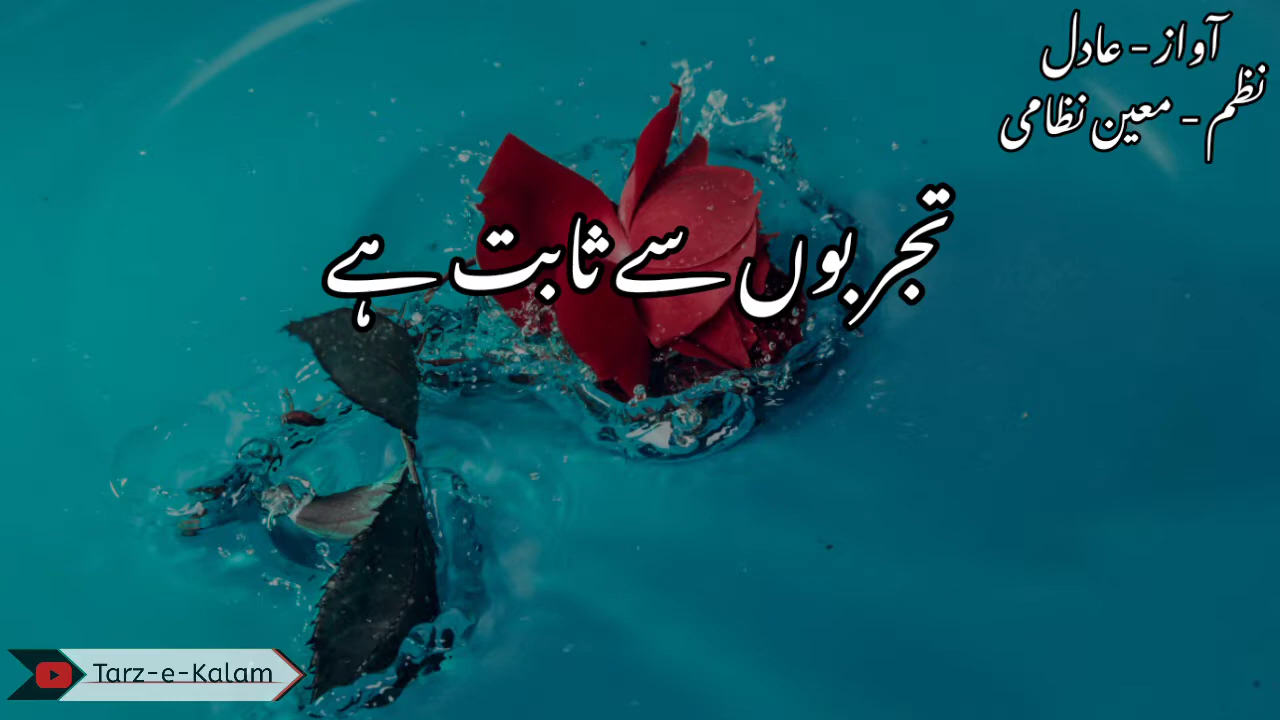 آواز - عادل
نظم - معین نظامی
تجربوں سے ثابت ہے
Tarz-e-Kalam